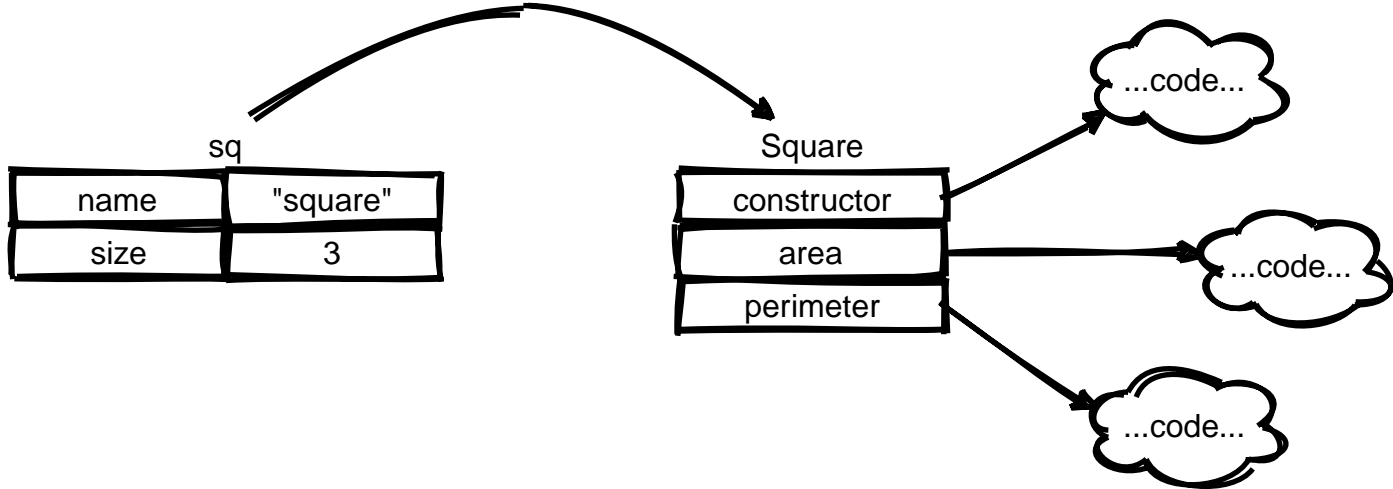 sq
name "square"
size 3
Square
constructor
area
perimeter
...code...
...code...
...code...